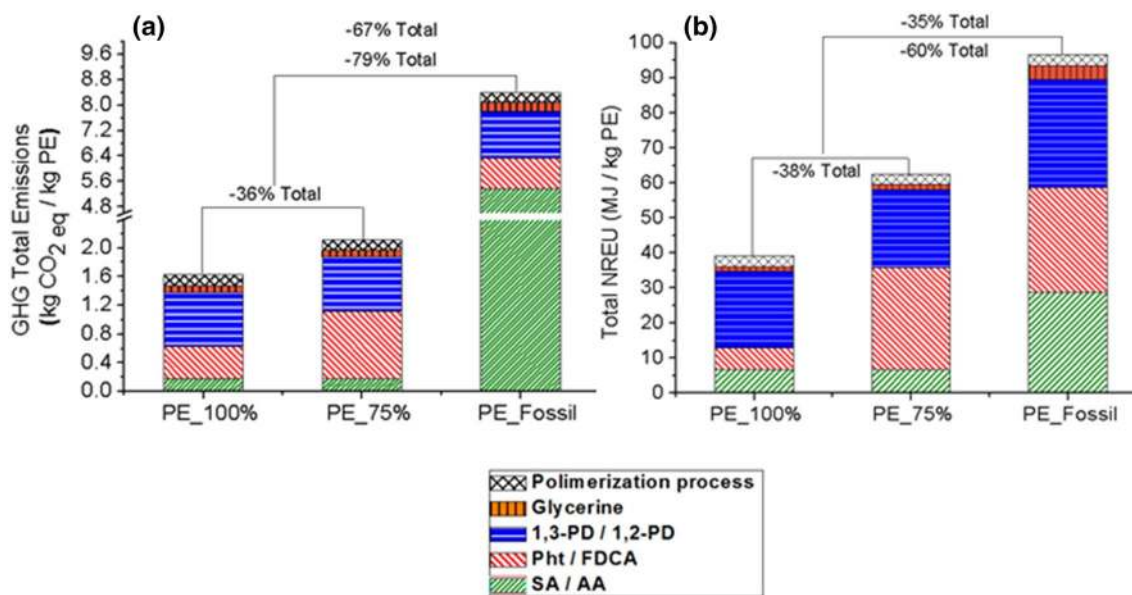 (a)
-67% Total
-79% Total
-36% Total
GHG Total Emissions
(kg CO2 eq / kg PE)
9.6
8.8
8.0
7.2
6.4
5.6
4.8
2.0
1.6
1.2
0.8
0.4
0.0
PE_100% PE_75% PE_Fossil
(b)
-35% Total
-60% Total
-38% Total
Total NREU (MJ / kg PE)
100
90
80
70
60
50
40
30
20
10
0
PE_100% PE_75% PE_Fossil
Polimerization process
Glycerine
1,3-PD / 1,2-PD
Pht / FDCA
SA / AA